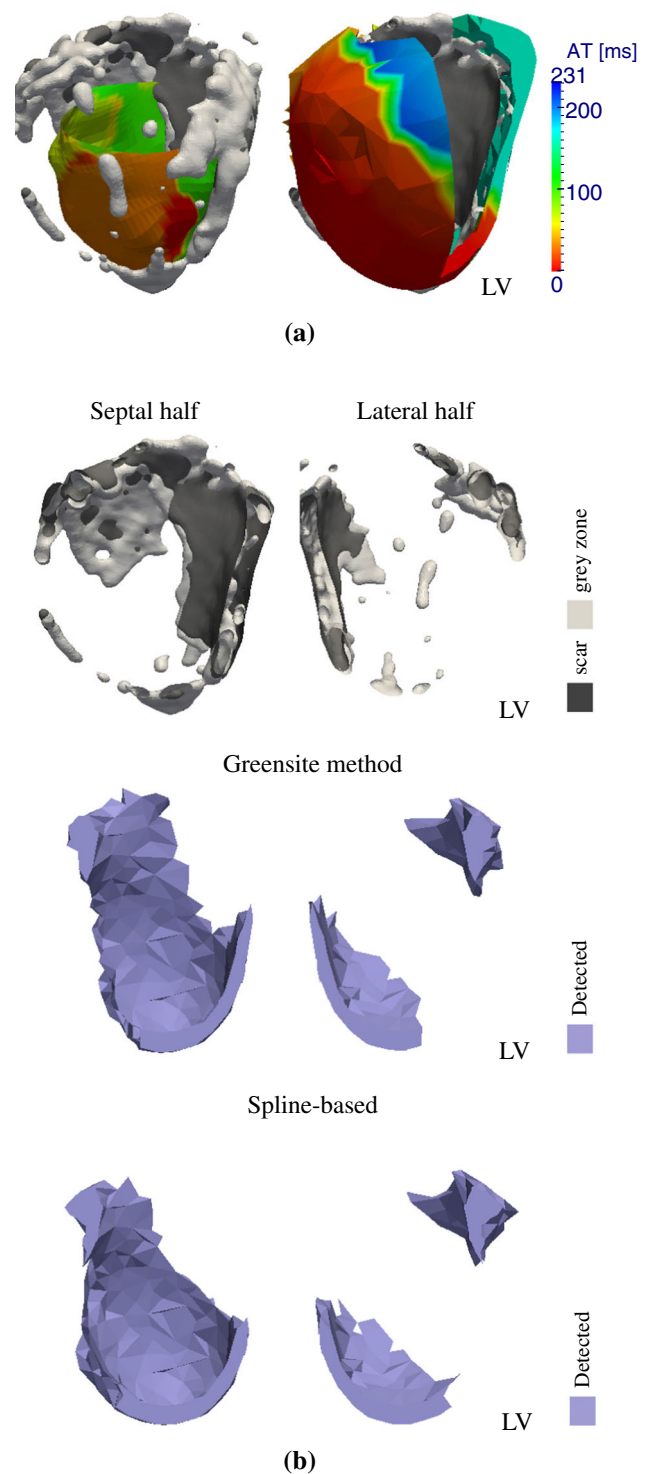 AT [ms]
231
200
100
0
LV
(a)
Septal half
Lateral half
grey zone
scar
LV
Greensite method
Detected
LV
Spline-based
Detected
LV
(b)